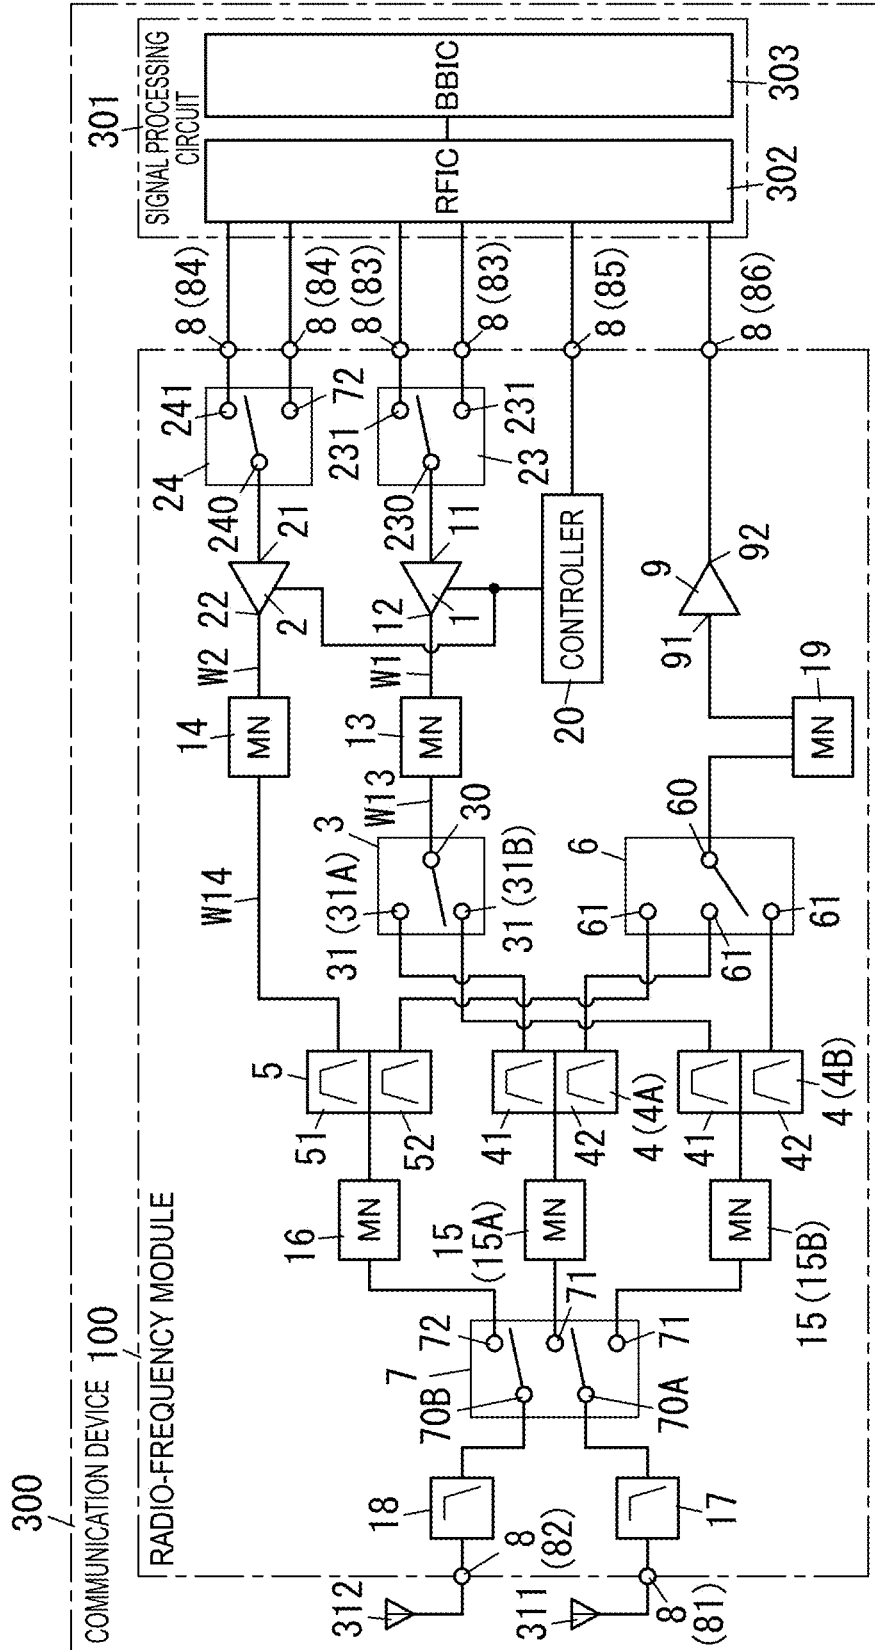 300
COMMUNICATION DEVICE
100
RADIO-FREQUENCY MODULE
301
SIGNAL PROCESSING
CIRCUIT
RFIC
BBIC
302
303
8 (84)
8 (84)
8 (83)
8 (83)
8 (85)
8 (86)
24
241
240
72
231
230
231
23
21
22
2
11
12
1
W2
W1
CONTROLLER
20
9
91
92
14
MN
13
MN
MN
19
W14
W13
3
30
31 (31A)
31 (31B)
6
60
61
61
61
5
51
52
41
42
4 (4A)
41
42
4 (4B)
16
MN
15
(15A)
MN
MN
15 (15B)
7
72
71
71
70B
70A
18
17
312
311
8
(82)
8
(81)